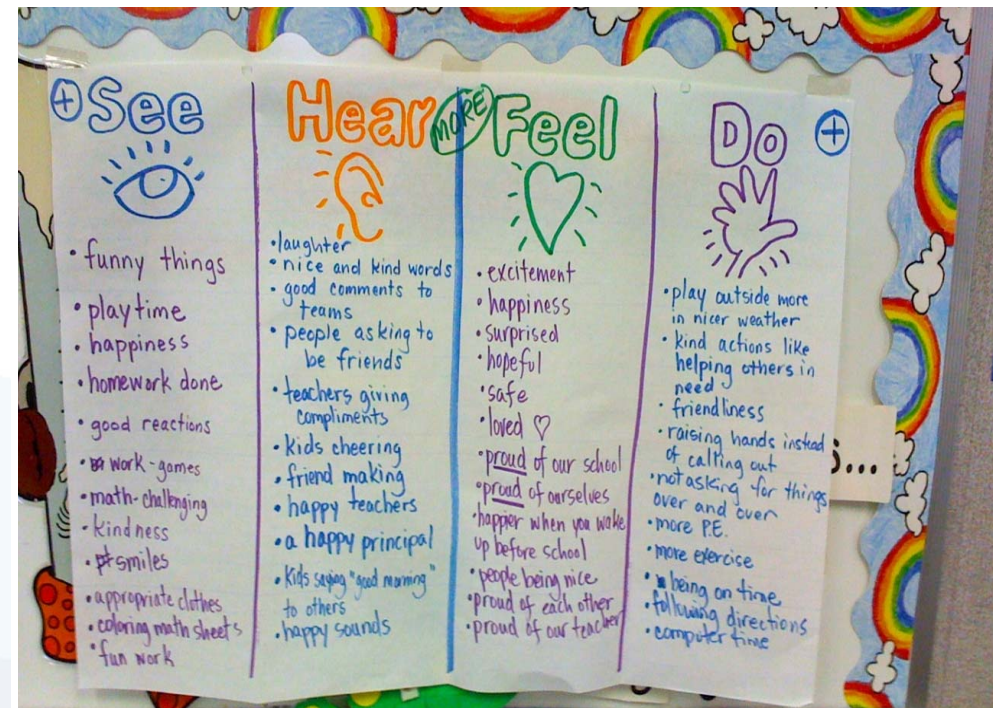 + See
• funny things
• playtime
• happiness
• homework done
• good reactions
• work-games
• math-challenging
• kindness
• smiles
• appropriate clothes
• coloring math sheets
• fun work
Hear
• laughter
• nice and kind words
• good comments to
teams
• people asking to
be friends
• teachers giving
compliments
• kids cheering
• friend making
• happy teachers
• a happy principal
• kids saying "good morning"
to others
• happy sounds
MORE
Feel
• excitement
• happiness
• surprised
• hopeful
• safe
• loved ♡
• proud of our school
• proud of ourselves
• happier when you wake
up before school
• people being nice
• proud of each other
• proud of our teacher
Do +
• play outside more
in nicer weather
• kind actions like
helping others in
need
• friendliness
• raising hands instead
of calling out
• not asking for things
over and over
• more P.E.
• more exercise
• being on time
• following directions
• computer time
s...